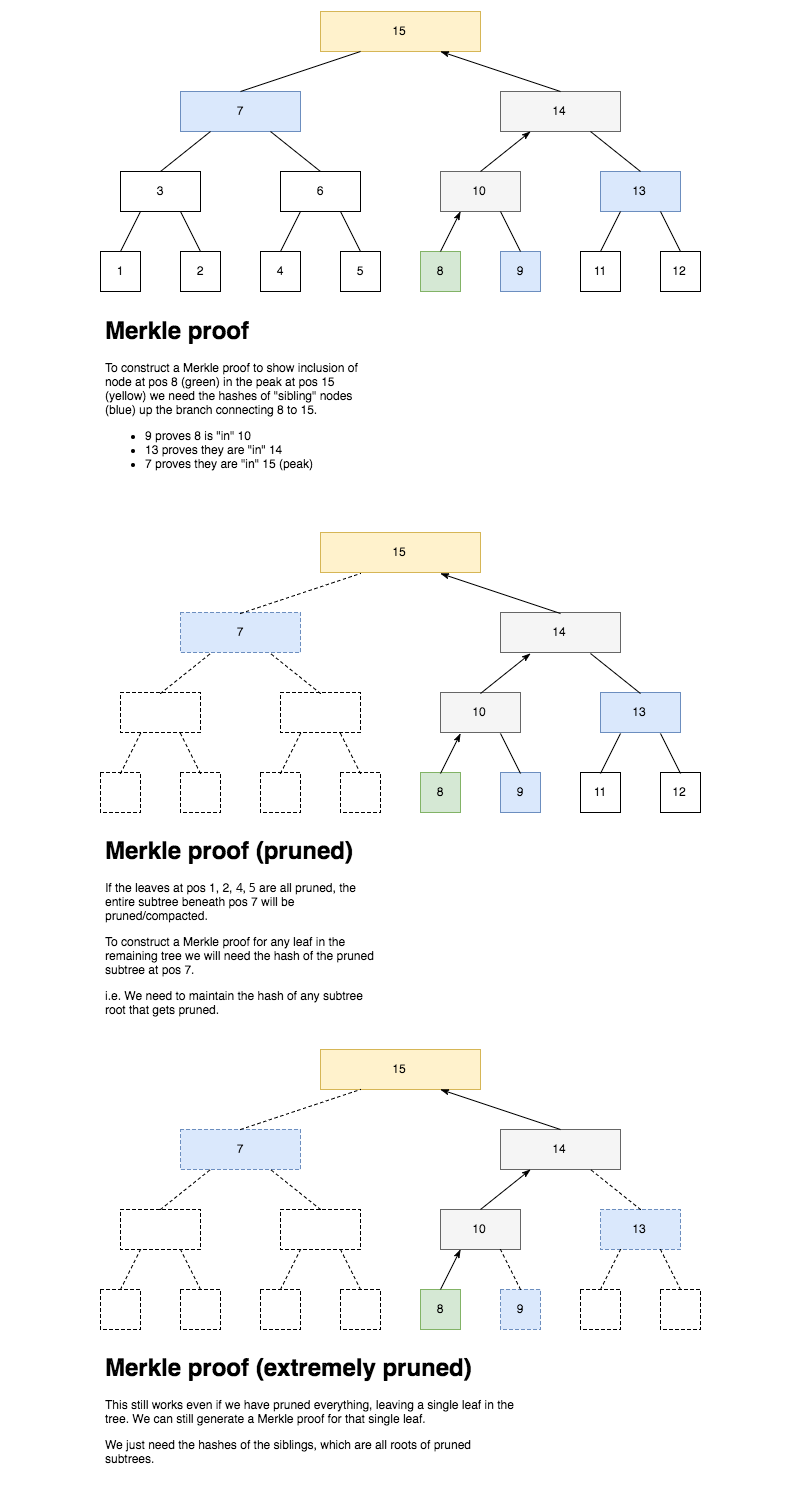 15
7 14
3 6 10 13
1 2 4 5 8 9 11 12
Merkle proof
To construct a Merkle proof to show inclusion of
node at pos 8 (green) in the peak at pos 15
(yellow) we need the hashes of "sibling" nodes
(blue) up the branch connecting 8 to 15.
• 9 proves 8 is "in" 10
• 13 proves they are "in" 14
• 7 proves they are "in" 15 (peak)
15
7 14
10 13
8 9 11 12
Merkle proof (pruned)
If the leaves at pos 1, 2, 4, 5 are all pruned, the
entire subtree beneath pos 7 will be
pruned/compacted.
To construct a Merkle proof for any leaf in the
remaining tree we will need the hash of the pruned
subtree at pos 7.
i.e. We need to maintain the hash of any subtree
root that gets pruned.
15
7 14
10 13
8 9
Merkle proof (extremely pruned)
This still works even if we have pruned everything, leaving a single leaf in the
tree. We can still generate a Merkle proof for that single leaf.
We just need the hashes of the siblings, which are all roots of pruned
subtrees.